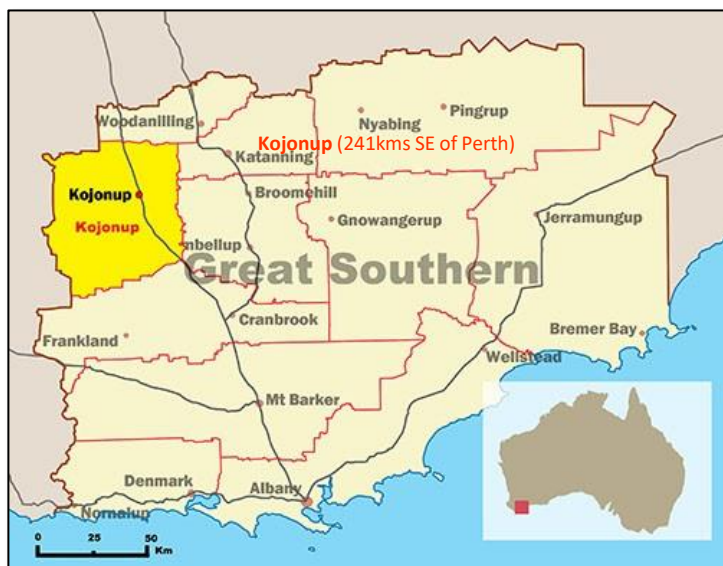 Woodanilling
Nyabing
Pingrup
Kojonup (241kms SE of Perth)
Katanning
Kojonup
Broomehill
Kojonup
Gnowangerup
Jerramungup
nbellup
Great Southern
Cranbrook
Frankland
Bremer Bay
Wellstead
Mt Barker
Denmark
Albany
Nornalup
0 25 50
Km